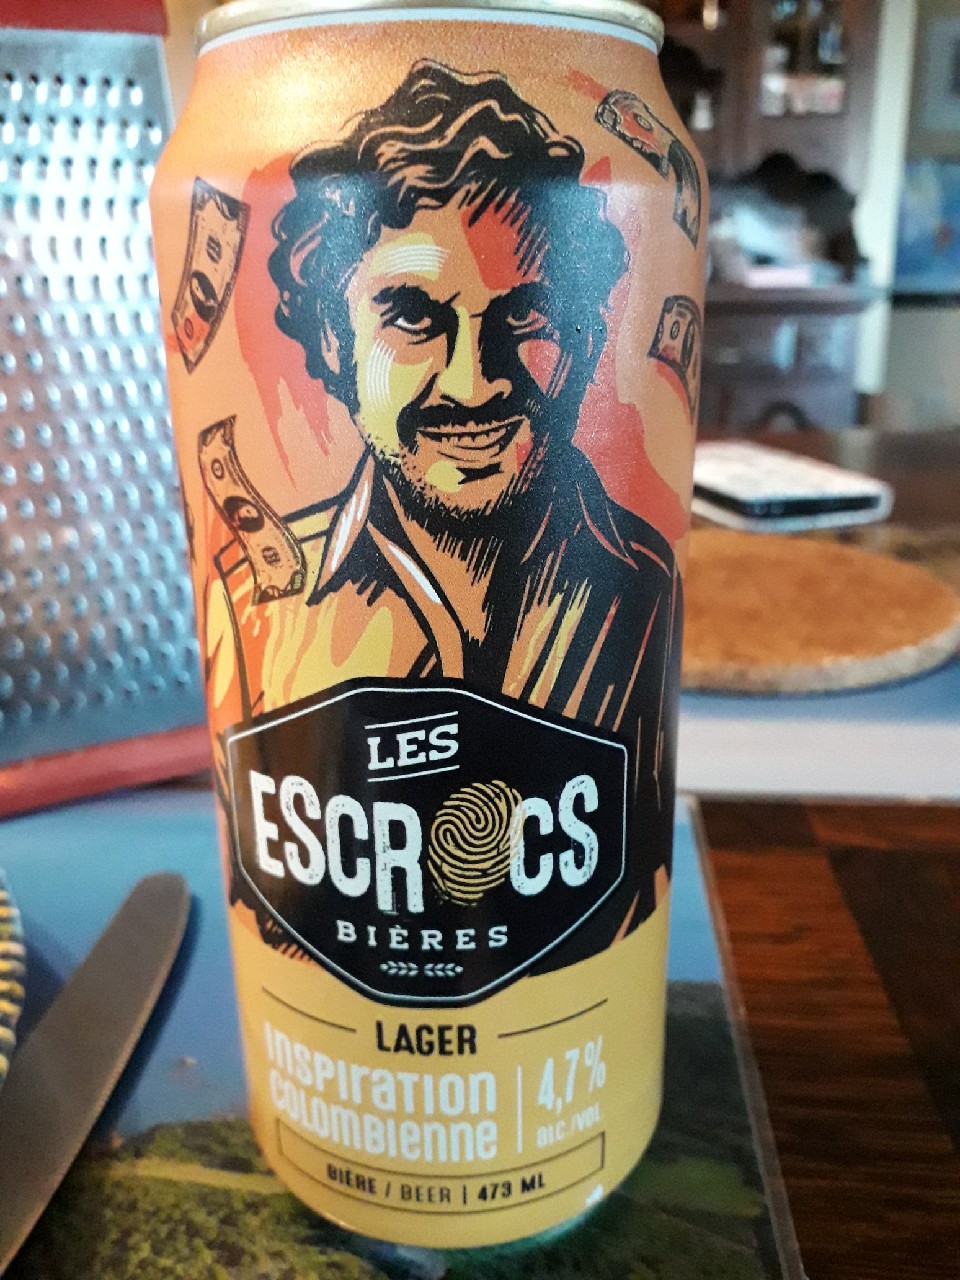 LES
ESCROCS
BIÈRES
LAGER
INSPIRATION
COLOMBIENNE
4,7%
ALC./VOL.
BIÈRE / BEER | 473 ML